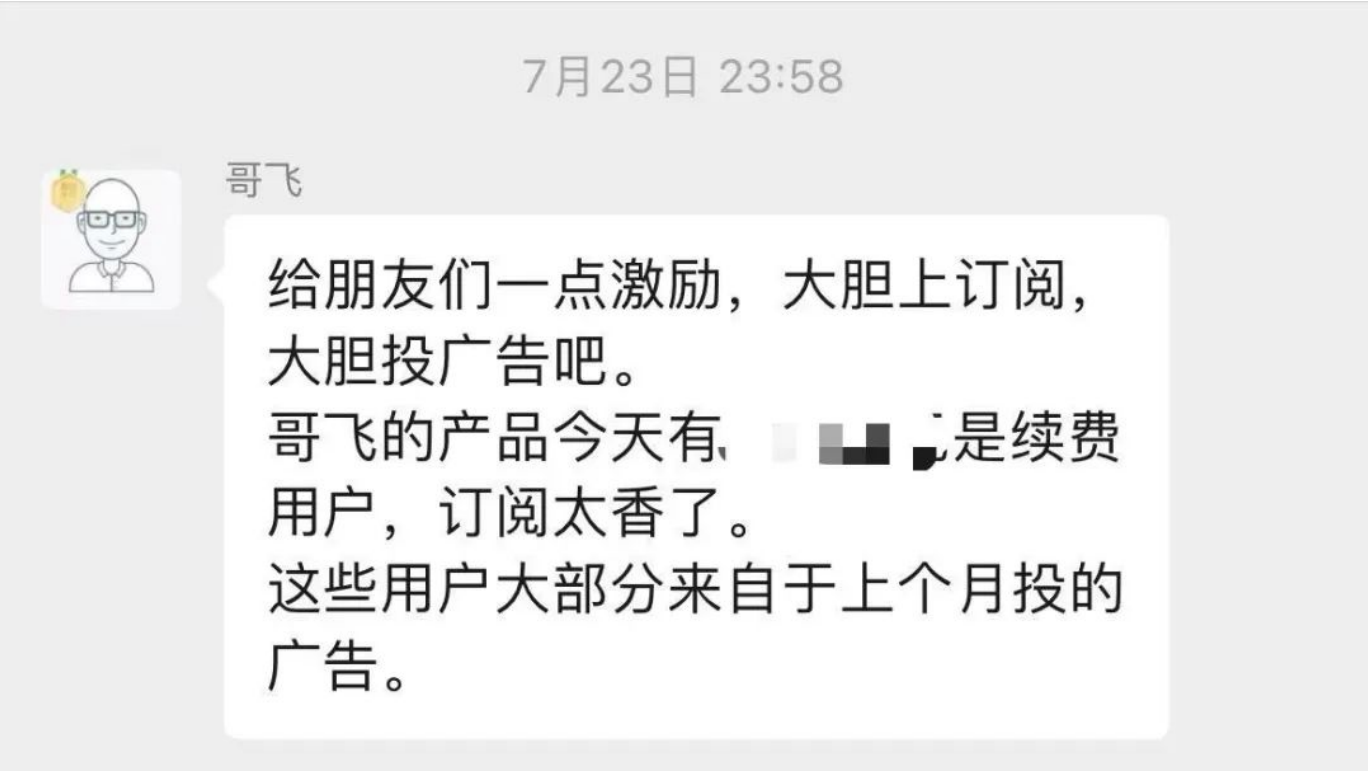 7月23日 23:58
哥飞
给朋友们一点激励，大胆上订阅，
大胆投广告吧。
哥飞的产品今天有 是续费
用户，订阅太香了。
这些用户大部分来自于上个月投的
广告。